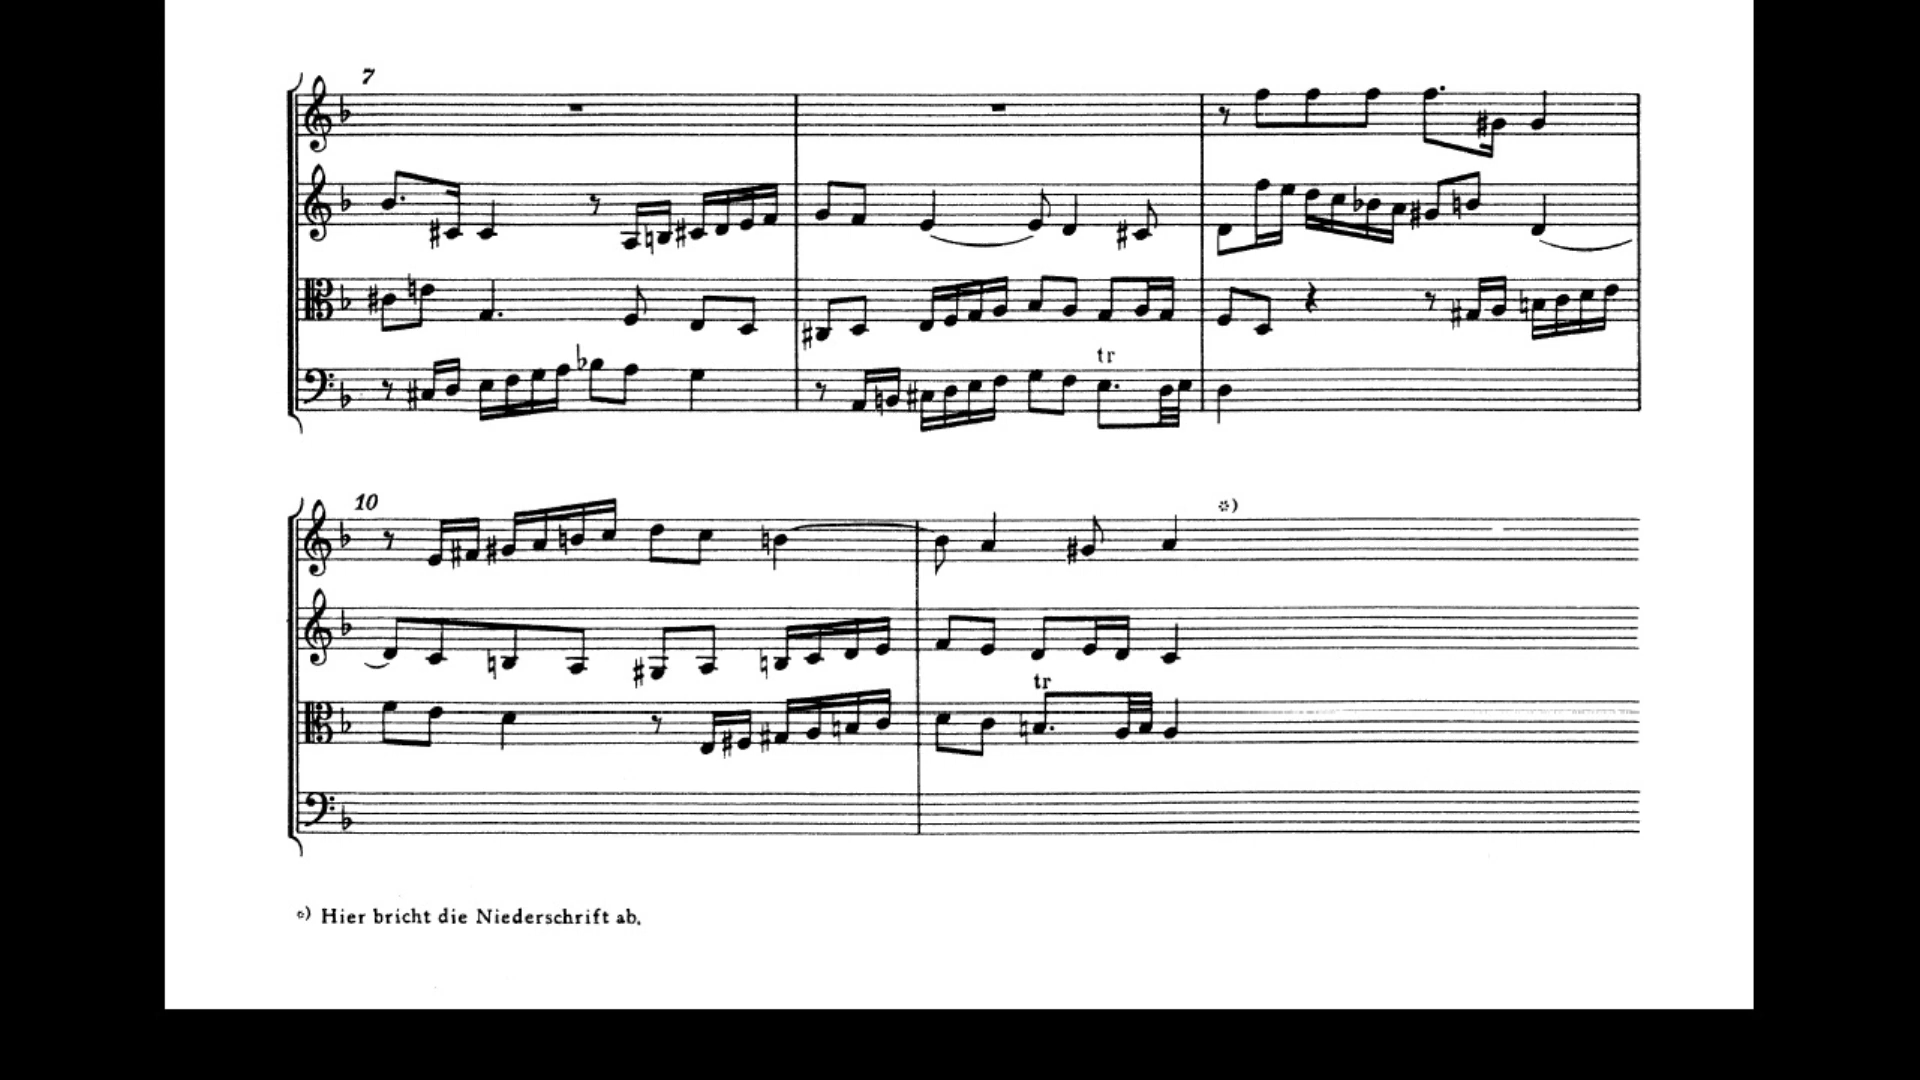 7
tr
10
*)
tr
*) Hier bricht die Niederschrift ab.